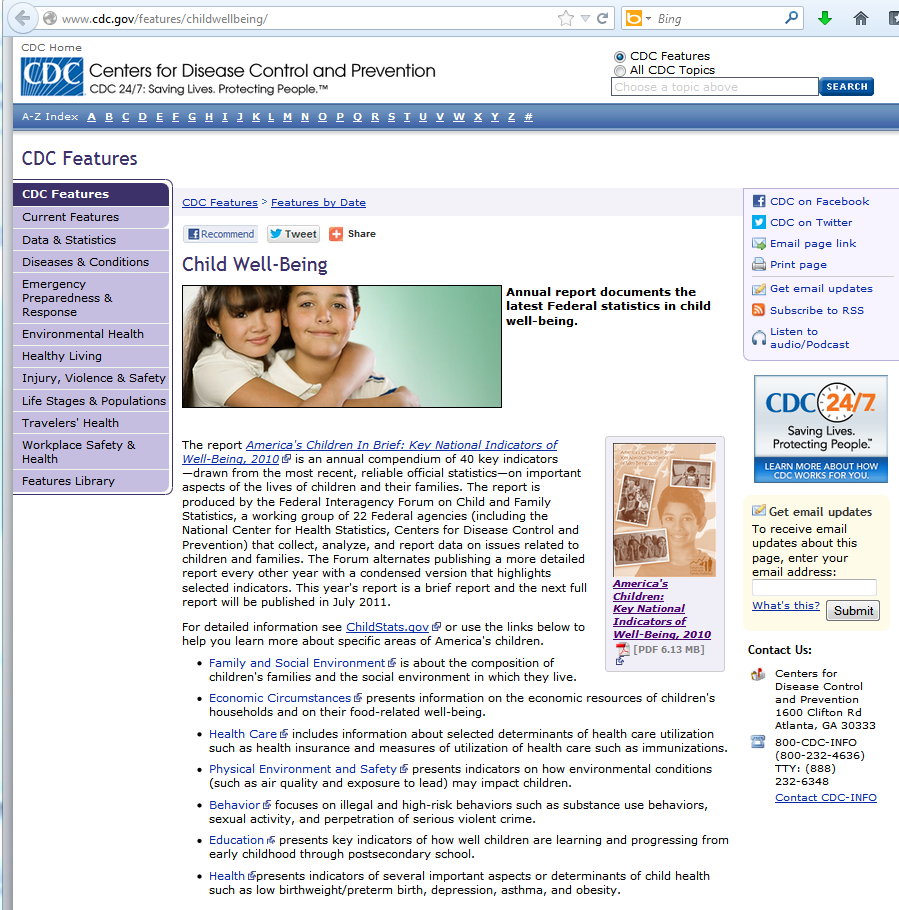 www.cdc.gov/features/childwellbeing/
Bing
CDC Home
CDC
Centers for Disease Control and Prevention
CDC 24/7: Saving Lives. Protecting People.™
CDC Features
All CDC Topics
Choose a topic above
SEARCH
A-Z Index A B C D E F G H I J K L M N O P Q R S T U V W X Y Z #
CDC Features
CDC Features
Current Features
Data & Statistics
Diseases & Conditions
Emergency
Preparedness &
Response
Environmental Health
Healthy Living
Injury, Violence & Safety
Life Stages & Populations
Travelers' Health
Workplace Safety &
Health
Features Library
CDC Features > Features by Date
Recommend Tweet Share
Child Well-Being
Annual report documents the
latest Federal statistics in child
well-being.
The report America's Children In Brief: Key National Indicators of
Well-Being, 2010 is an annual compendium of 40 key indicators
—drawn from the most recent, reliable official statistics—on important
aspects of the lives of children and their families. The report is
produced by the Federal Interagency Forum on Child and Family
Statistics, a working group of 22 Federal agencies (including the
National Center for Health Statistics, Centers for Disease Control and
Prevention) that collect, analyze, and report data on issues related to
children and families. The Forum alternates publishing a more detailed
report every other year with a condensed version that highlights
selected indicators. This year's report is a brief report and the next full
report will be published in July 2011.
America's Children in Brief:
Key National Indicators
of Well-Being, 2010
America's
Children:
Key National
Indicators of
Well-Being, 2010
[PDF 6.13 MB]
For detailed information see ChildStats.gov or use the links below to
help you learn more about specific areas of America's children.
• Family and Social Environment is about the composition of
children's families and the social environment in which they live.
• Economic Circumstances presents information on the economic resources of children's
households and on their food-related well-being.
• Health Care includes information about selected determinants of health care utilization
such as health insurance and measures of utilization of health care such as immunizations.
• Physical Environment and Safety presents indicators on how environmental conditions
(such as air quality and exposure to lead) may impact children.
• Behavior focuses on illegal and high-risk behaviors such as substance use behaviors,
sexual activity, and perpetration of serious violent crime.
• Education presents key indicators of how well children are learning and progressing from
early childhood through postsecondary school.
• Health presents indicators of several important aspects or determinants of child health
such as low birthweight/preterm birth, depression, asthma, and obesity.
CDC on Facebook
CDC on Twitter
Email page link
Print page
Get email updates
Subscribe to RSS
Listen to
audio/Podcast
CDC 24/7™
Saving Lives.
Protecting People.™
LEARN MORE ABOUT HOW
CDC WORKS FOR YOU.
Get email updates
To receive email
updates about this
page, enter your
email address:
What's this? Submit
Contact Us:
Centers for
Disease Control
and Prevention
1600 Clifton Rd
Atlanta, GA 30333
800-CDC-INFO
(800-232-4636)
TTY: (888)
232-6348
Contact CDC-INFO